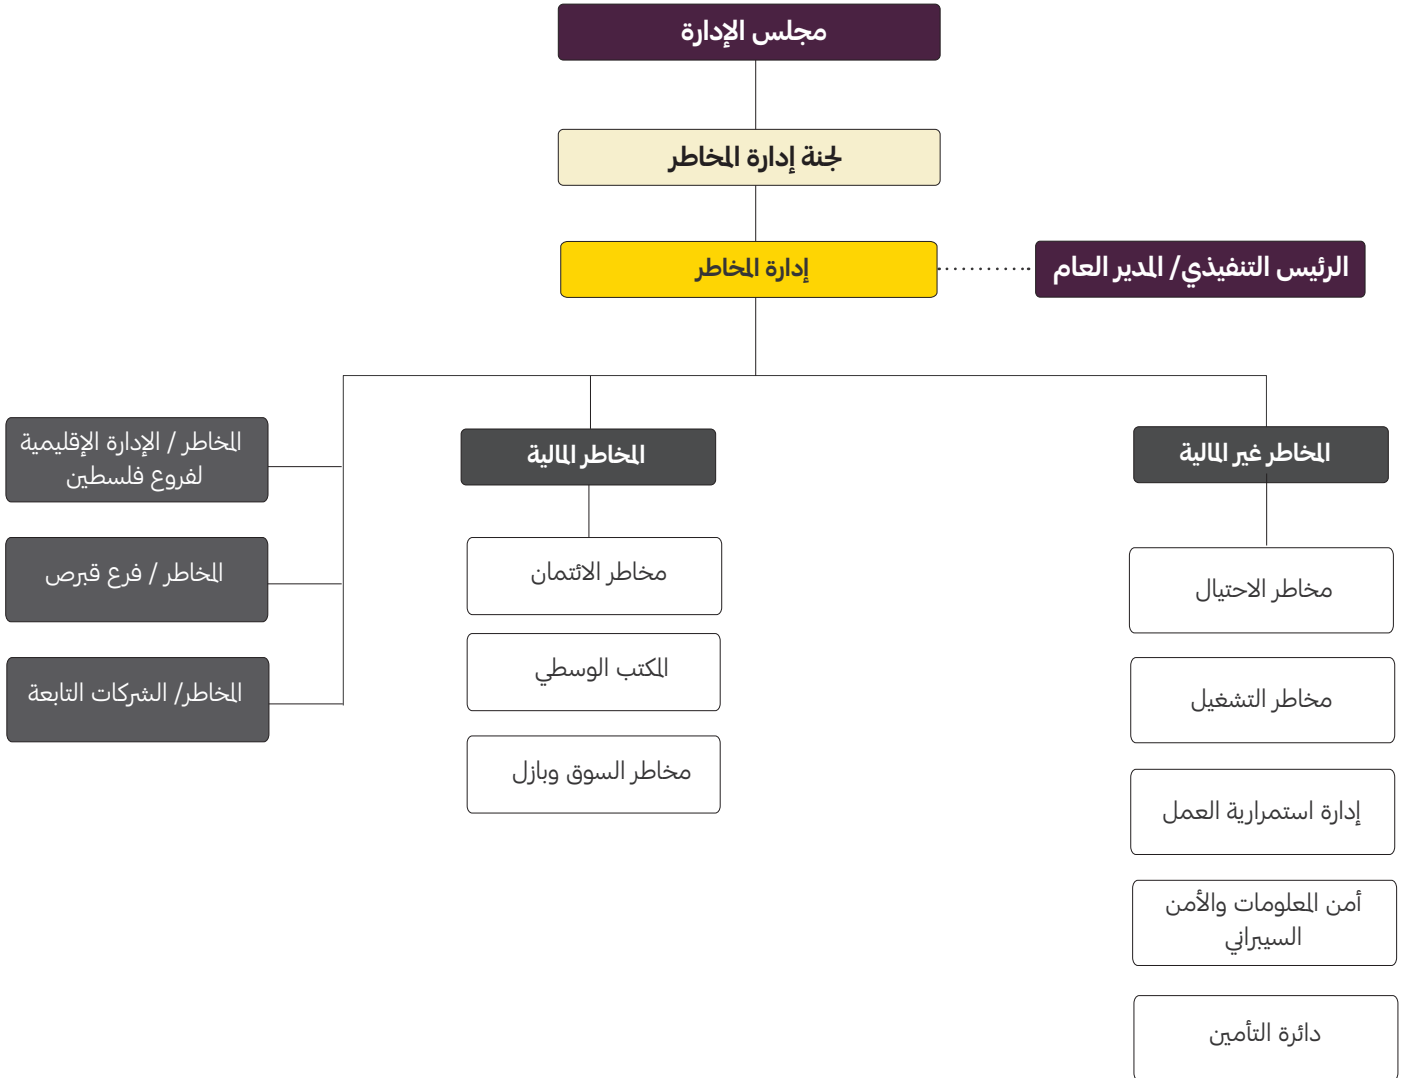 مجلس الإدارة
لجنة إدارة المخاطر
إدارة المخاطر
الرئيس التنفيذي/ المدير العام
المخاطر غير المالية
مخاطر الاحتيال
مخاطر التشغيل
إدارة استمرارية العمل
أمن المعلومات والأمن
السيبراني
دائرة التأمين
المخاطر المالية
مخاطر الائتمان
المكتب الوسطي
مخاطر السوق وبازل
المخاطر / الإدارة الإقليمية
لفروع فلسطين
المخاطر / فرع قبرص
المخاطر/ الشركات التابعة